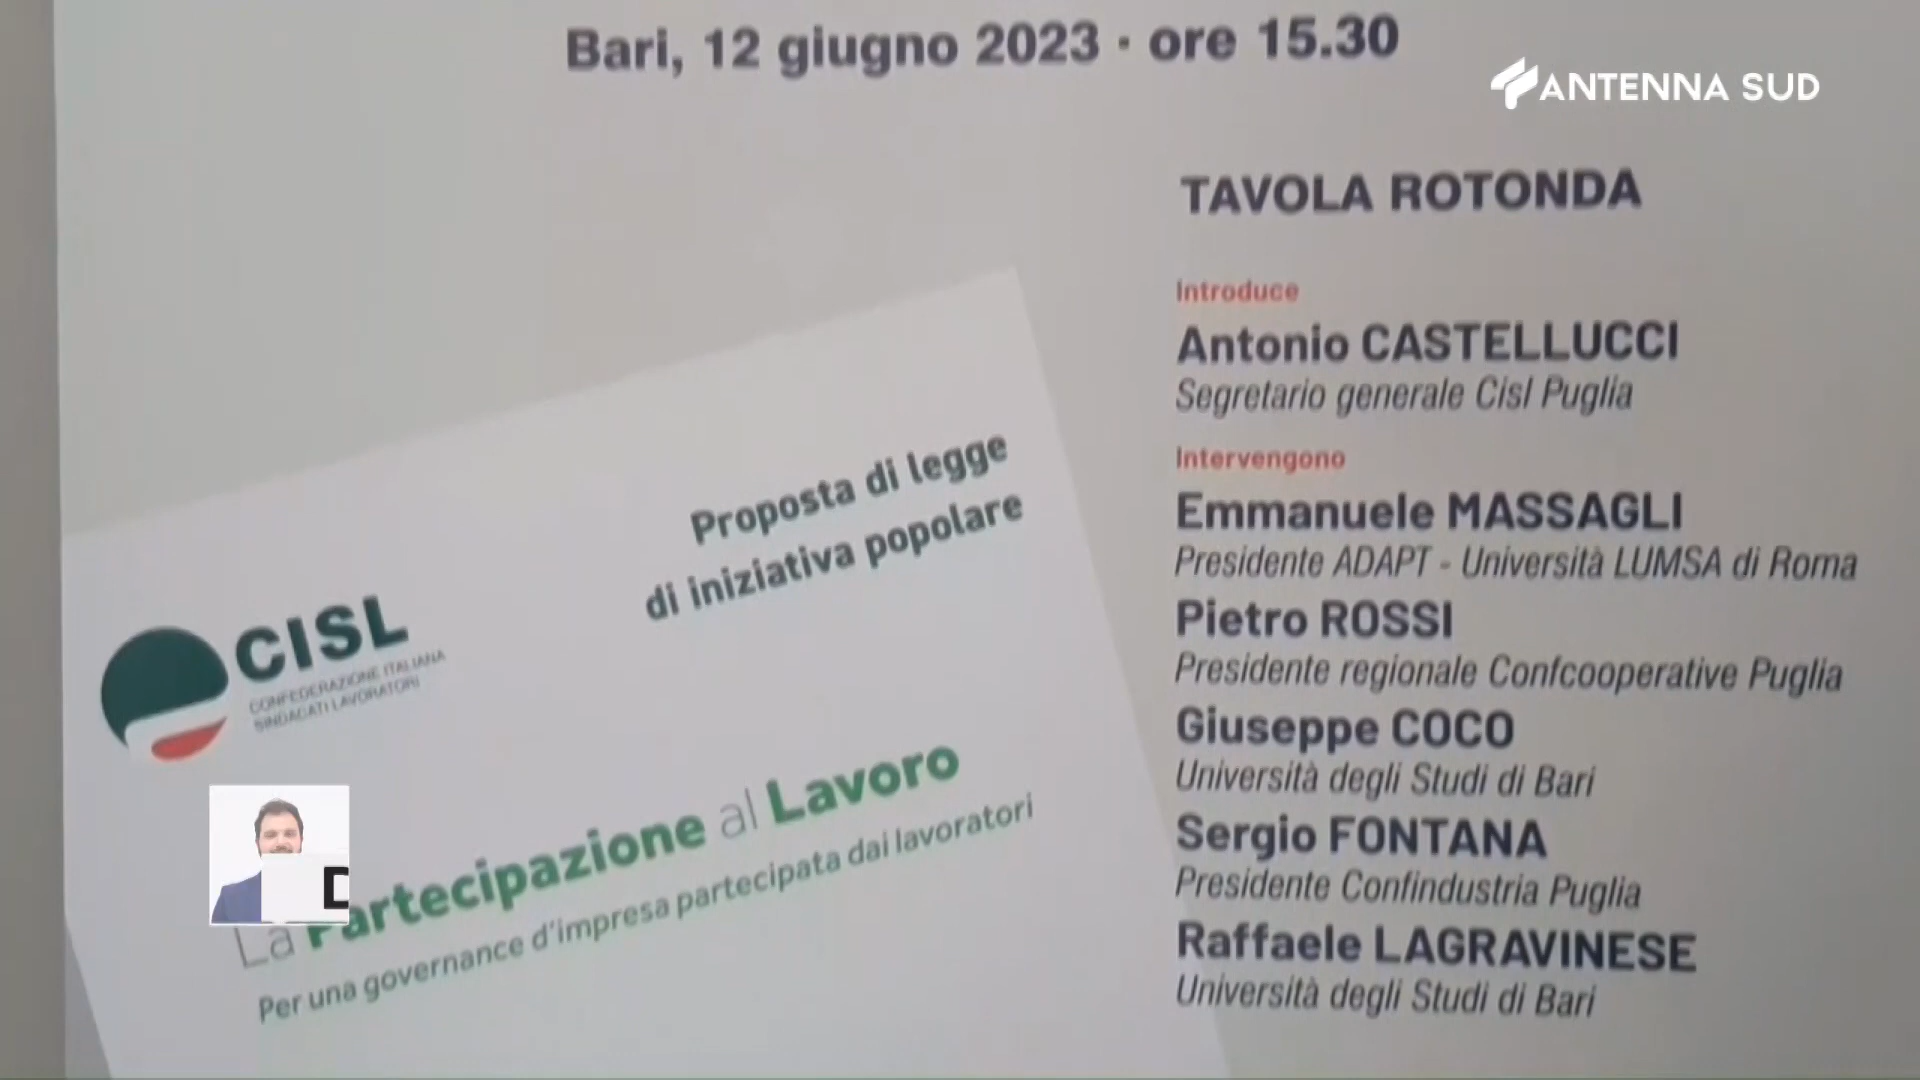 Bari, 12 giugno 2023 · ore 15.30
ANTENNA SUD
TAVOLA ROTONDA
Introduce
Antonio CASTELLUCCI
Segretario generale Cisl Puglia
Intervengono
Emmanuele MASSAGLI
Presidente ADAPT - Università LUMSA di Roma
Pietro ROSSI
Presidente regionale Confcooperative Puglia
Giuseppe COCO
Università degli Studi di Bari
Sergio FONTANA
Presidente Confindustria Puglia
Raffaele LAGRAVINESE
Università degli Studi di Bari
Proposta di legge
di iniziativa popolare
CISL
CONFEDERAZIONE ITALIANA
SINDACATI LAVORATORI
La Partecipazione al Lavoro
Per una governance d'impresa partecipata dai lavoratori
D